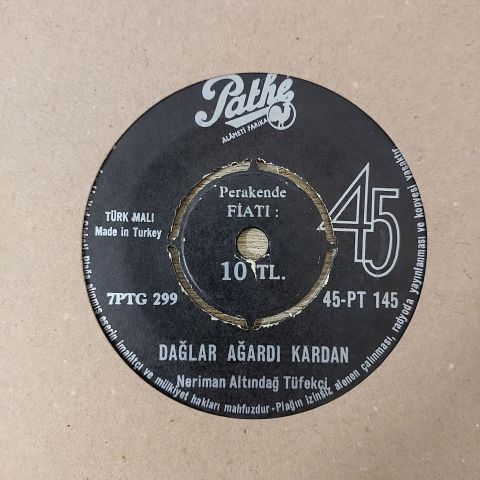 Pathé
ALÂMETİ FARİKA
Perakende
FİATI :
10 TL.
TÜRK MALI
Made in Turkey
45
7PTG 299
45-PT 145
DAĞLAR AĞARDI KARDAN
Neriman Altındağ Tüfekçi
eserin imalâtçı ve mülkiyet hakları mahfuzdur - Plağın izinsiz alenen çalınması, radyoda yayınlanması ve kopyesi yasaktır